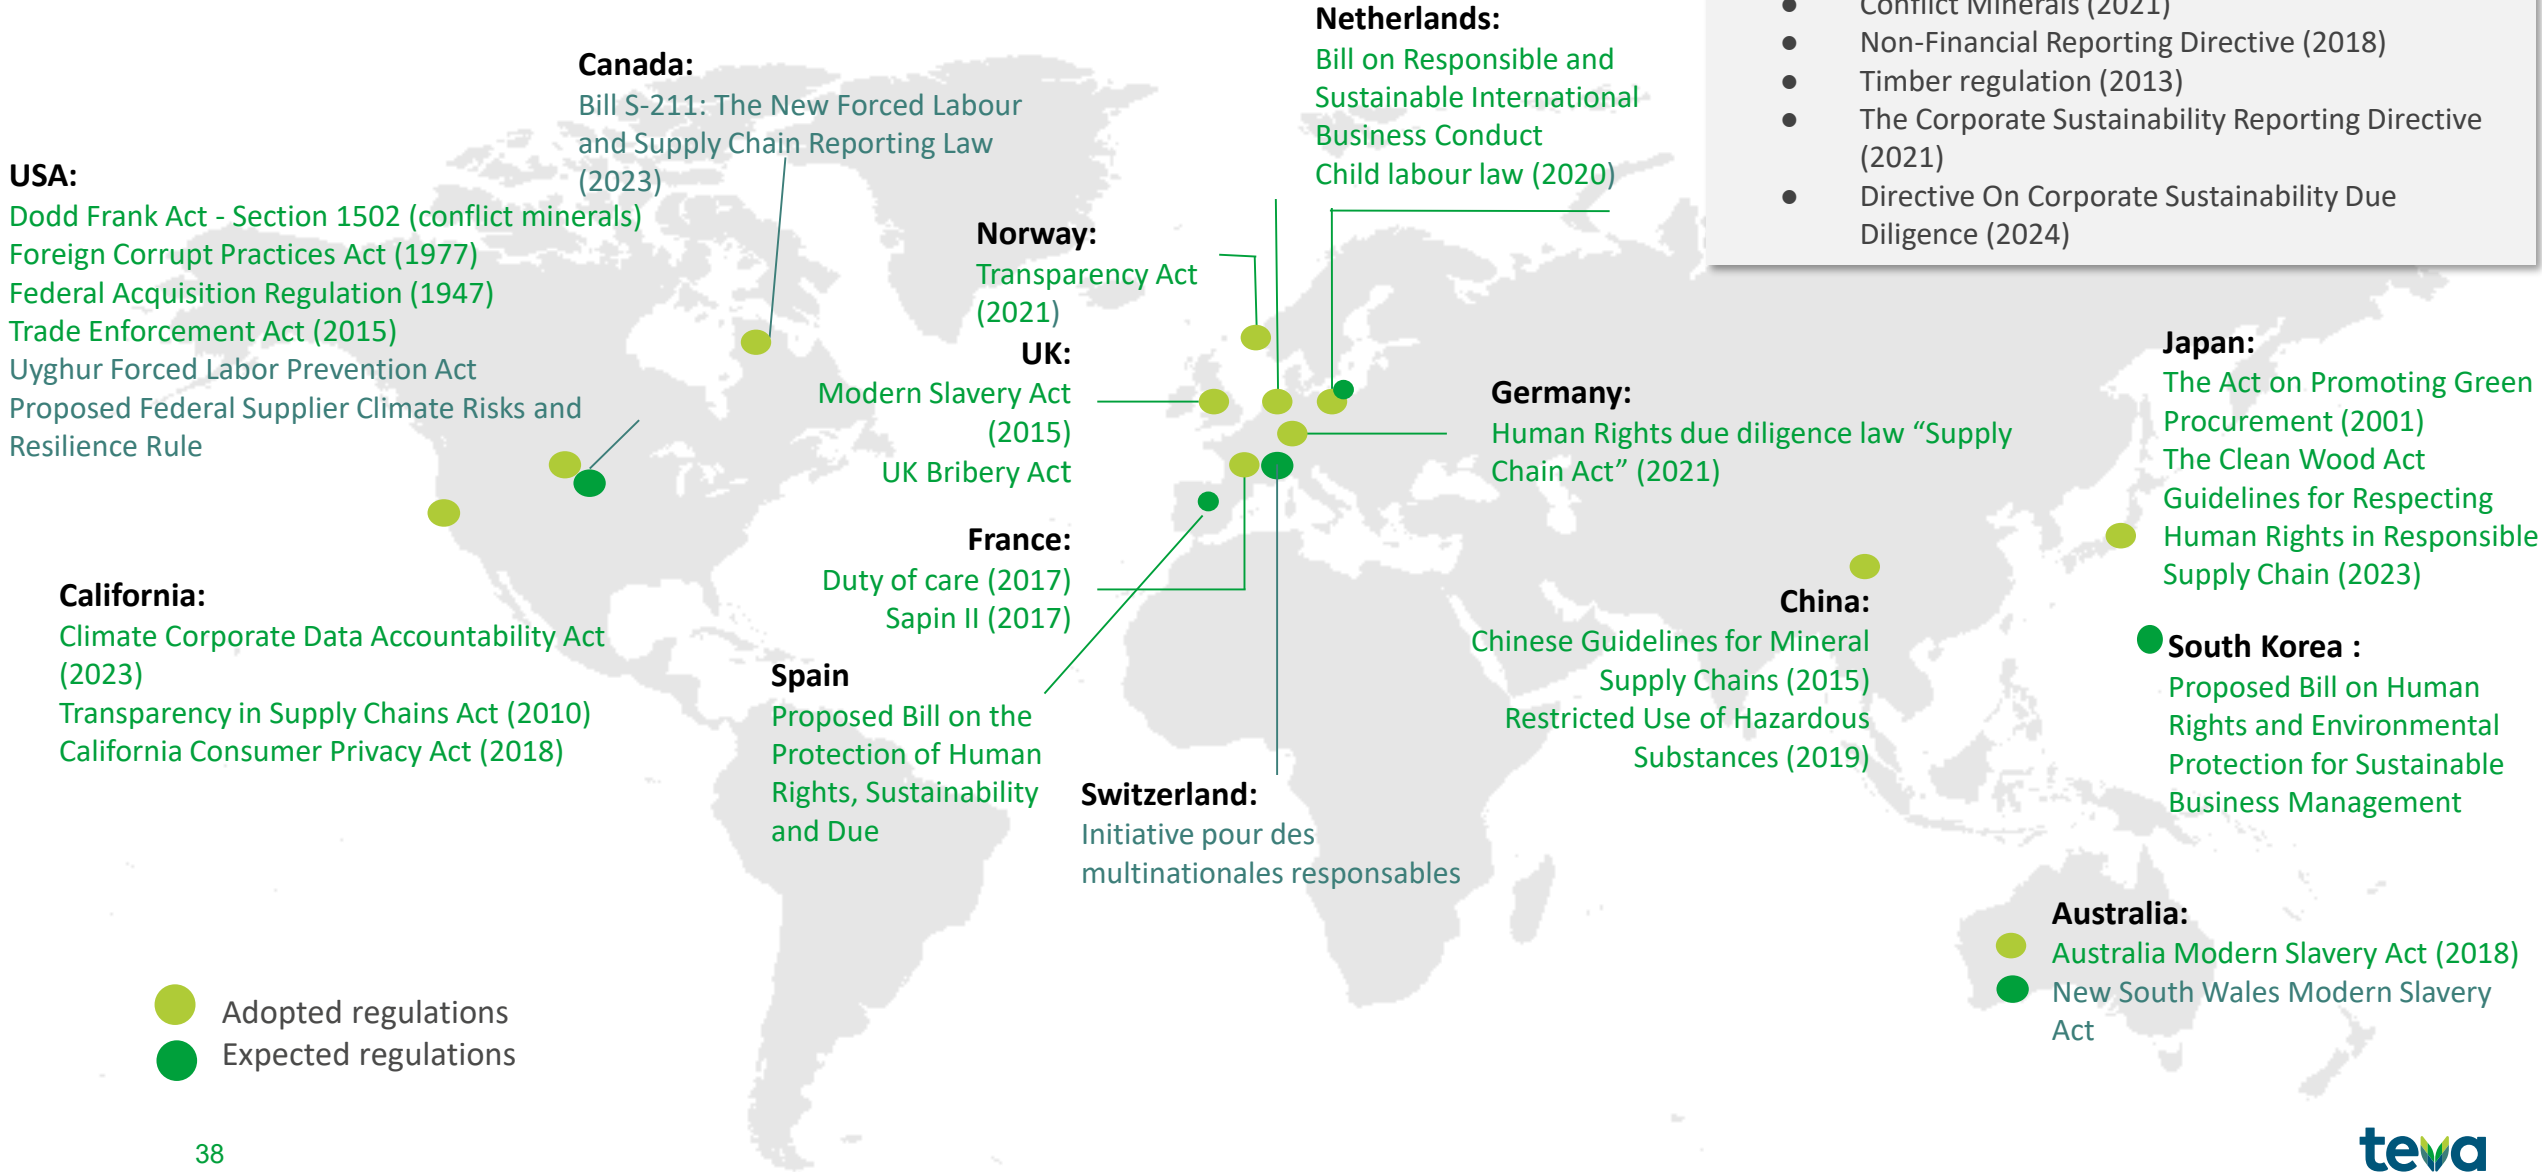 Netherlands:
Bill on Responsible and
Sustainable International
Business Conduct
Child labour law (2020)
● Conflict Minerals (2021)
● Non-Financial Reporting Directive (2018)
● Timber regulation (2013)
● The Corporate Sustainability Reporting Directive
(2021)
● Directive On Corporate Sustainability Due
Diligence (2024)
Canada:
Bill S-211: The New Forced Labour
and Supply Chain Reporting Law
(2023)
USA:
Dodd Frank Act - Section 1502 (conflict minerals)
Foreign Corrupt Practices Act (1977)
Federal Acquisition Regulation (1947)
Trade Enforcement Act (2015)
Uyghur Forced Labor Prevention Act
Proposed Federal Supplier Climate Risks and
Resilience Rule
Norway:
Transparency Act
(2021)
UK:
Modern Slavery Act
(2015)
UK Bribery Act
Germany:
Human Rights due diligence law “Supply
Chain Act” (2021)
Japan:
The Act on Promoting Green
Procurement (2001)
The Clean Wood Act
Guidelines for Respecting
Human Rights in Responsible
Supply Chain (2023)
France:
Duty of care (2017)
Sapin II (2017)
California:
Climate Corporate Data Accountability Act
(2023)
Transparency in Supply Chains Act (2010)
California Consumer Privacy Act (2018)
China:
Chinese Guidelines for Mineral
Supply Chains (2015)
Restricted Use of Hazardous
Substances (2019)
South Korea :
Proposed Bill on Human
Rights and Environmental
Protection for Sustainable
Business Management
Spain
Proposed Bill on the
Protection of Human
Rights, Sustainability
and Due
Switzerland:
Initiative pour des
multinationales responsables
Australia:
Australia Modern Slavery Act (2018)
New South Wales Modern Slavery
Act
Adopted regulations
Expected regulations
38
teva